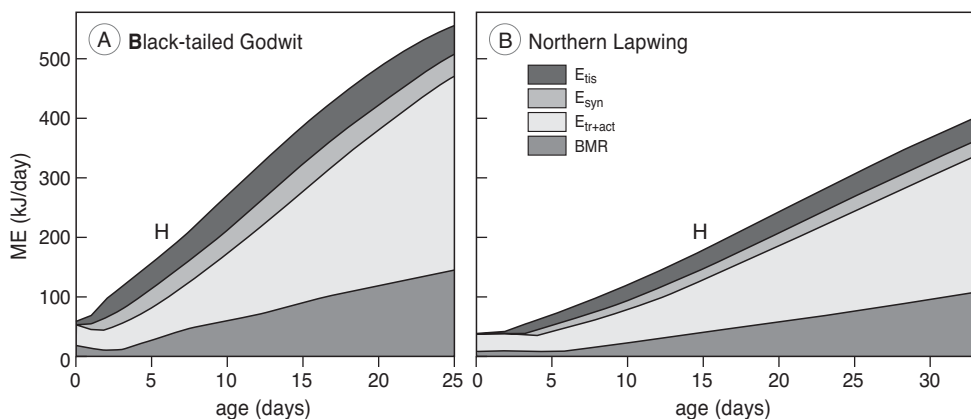 A Black-tailed Godwit
B Northern Lapwing
E_tis
E_syn
E_tr+act
BMR
H
H
ME (kJ/day)
500
400
300
200
100
0
0 5 10 15 20 25
0 5 10 15 20 25 30
age (days)
age (days)